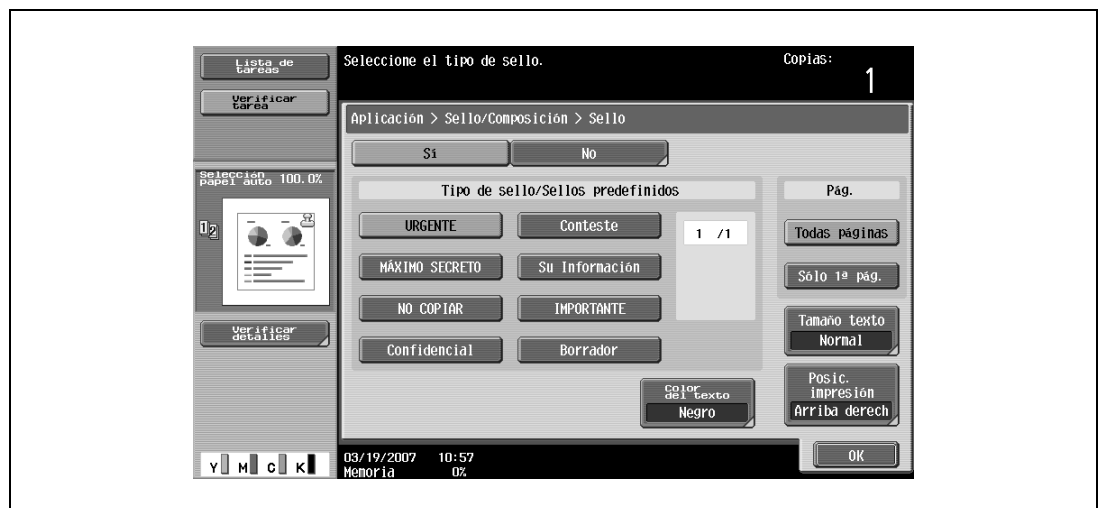 Lista de
tareas
Verificar
tarea
Selección
papel auto 100.0%
1 2
Verificar
detalles
Y M C K
Seleccione el tipo de sello.
Copias:
1
Aplicación > Sello/Composición > Sello
Sí No
Tipo de sello/Sellos predefinidos
URGENTE Conteste
MÁXIMO SECRETO Su Información
NO COPIAR IMPORTANTE
Confidencial Borrador
1 /1
Pág.
Todas páginas
Sólo 1ª pág.
Tamaño texto
Normal
Color
del texto
Negro
Posic.
impresión
Arriba derech
03/19/2007 10:57
Memoria 0%
OK